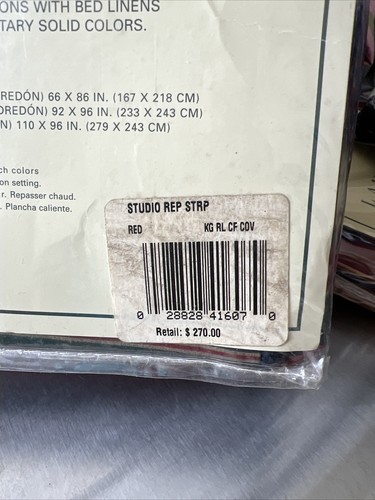 ONS WITH BED LINENS
TARY SOLID COLORS.
REDÓN) 66 X 86 IN. (167 X 218 CM)
OREDÓN) 92 X 96 IN. (233 X 243 CM)
N) 110 X 96 IN. (279 X 243 CM)
ch colors
on setting.
r. Repasser chaud.
. Plancha caliente.
STUDIO REP STRP
RED KG RL CF COV
0 28828 41607 0
Retail: $ 270.00